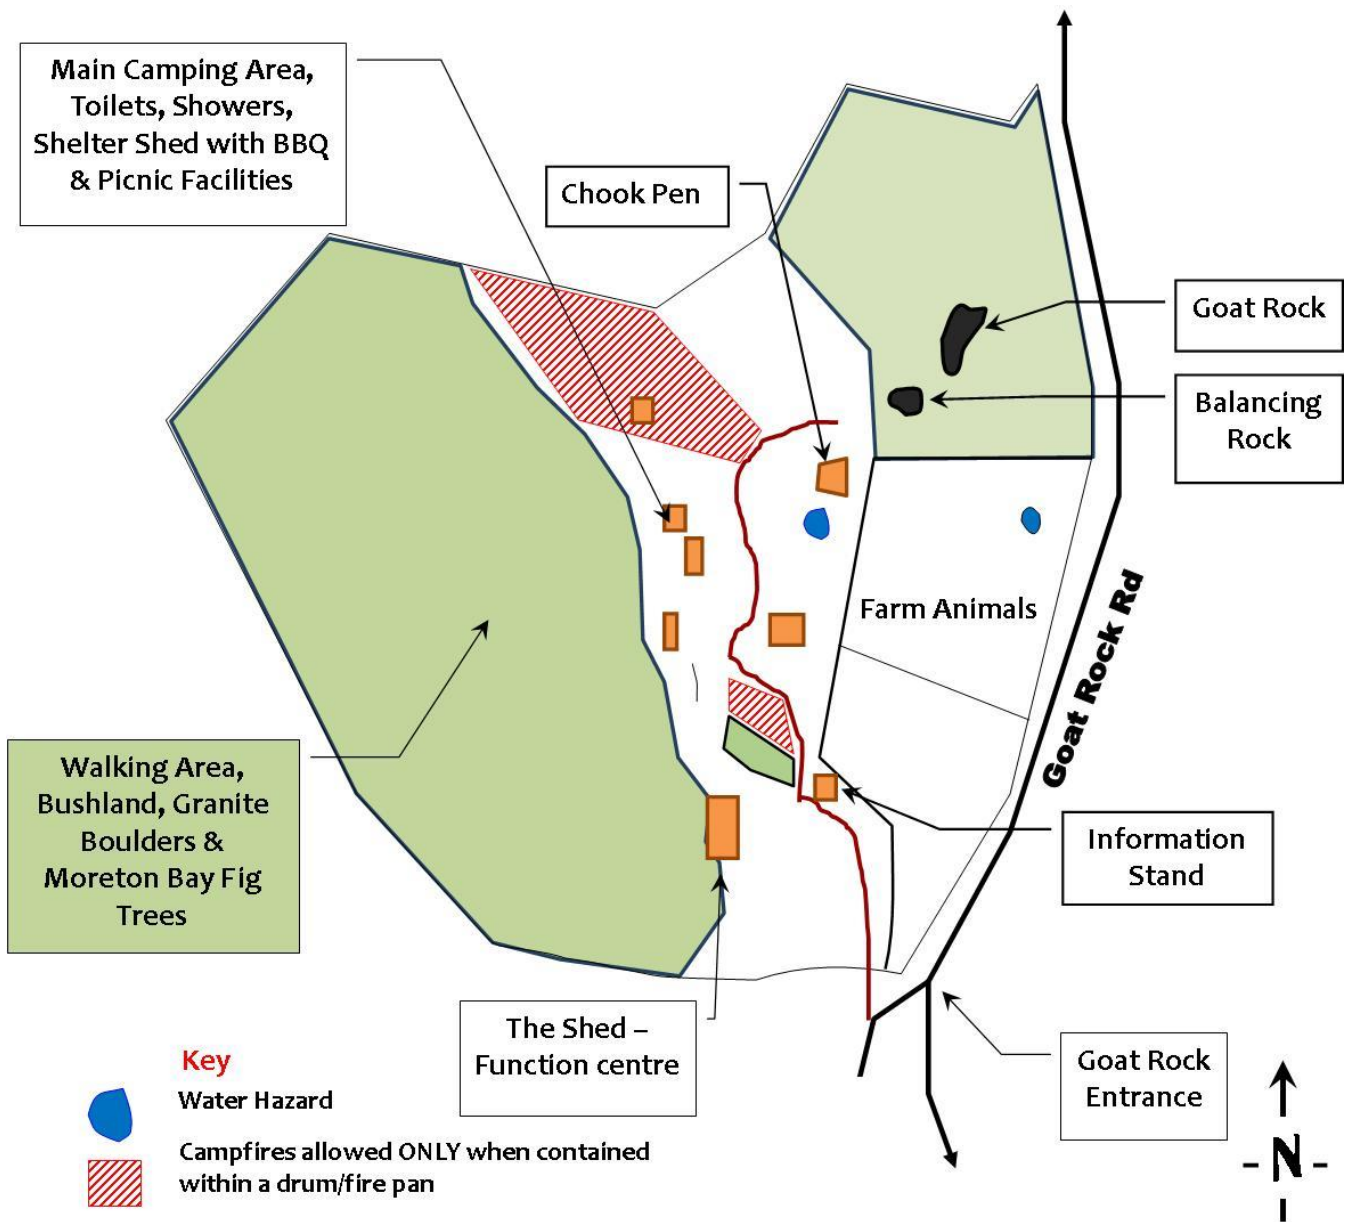 Main Camping Area,
Toilets, Showers,
Shelter Shed with BBQ
& Picnic Facilities
Chook Pen
Goat Rock
Balancing
Rock
Farm Animals
Goat Rock Rd
Walking Area,
Bushland, Granite
Boulders &
Moreton Bay Fig
Trees
Information
Stand
The Shed –
Function centre
Goat Rock
Entrance
Key
Water Hazard
Campfires allowed ONLY when contained
within a drum/fire pan
N